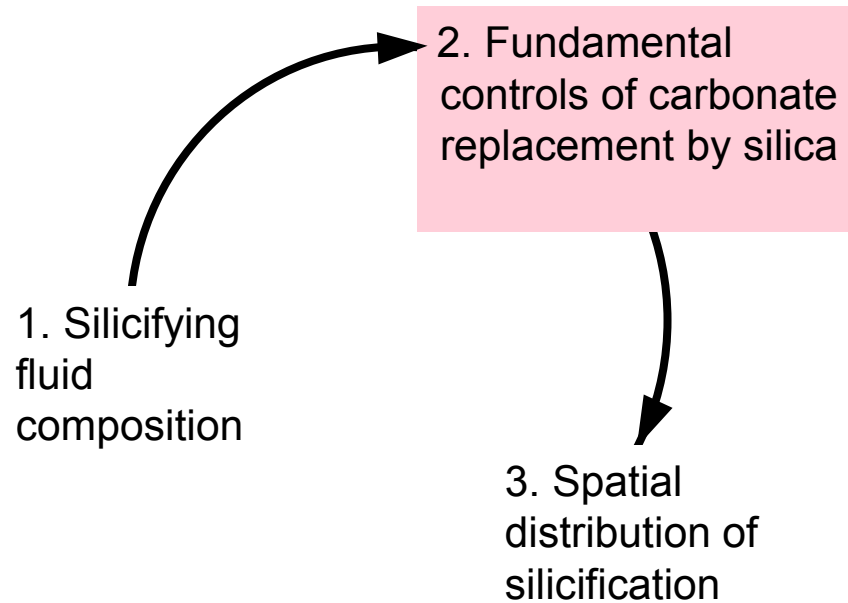 2. Fundamental
controls of carbonate
replacement by silica
1. Silicifying
fluid
composition
3. Spatial
distribution of
silicification